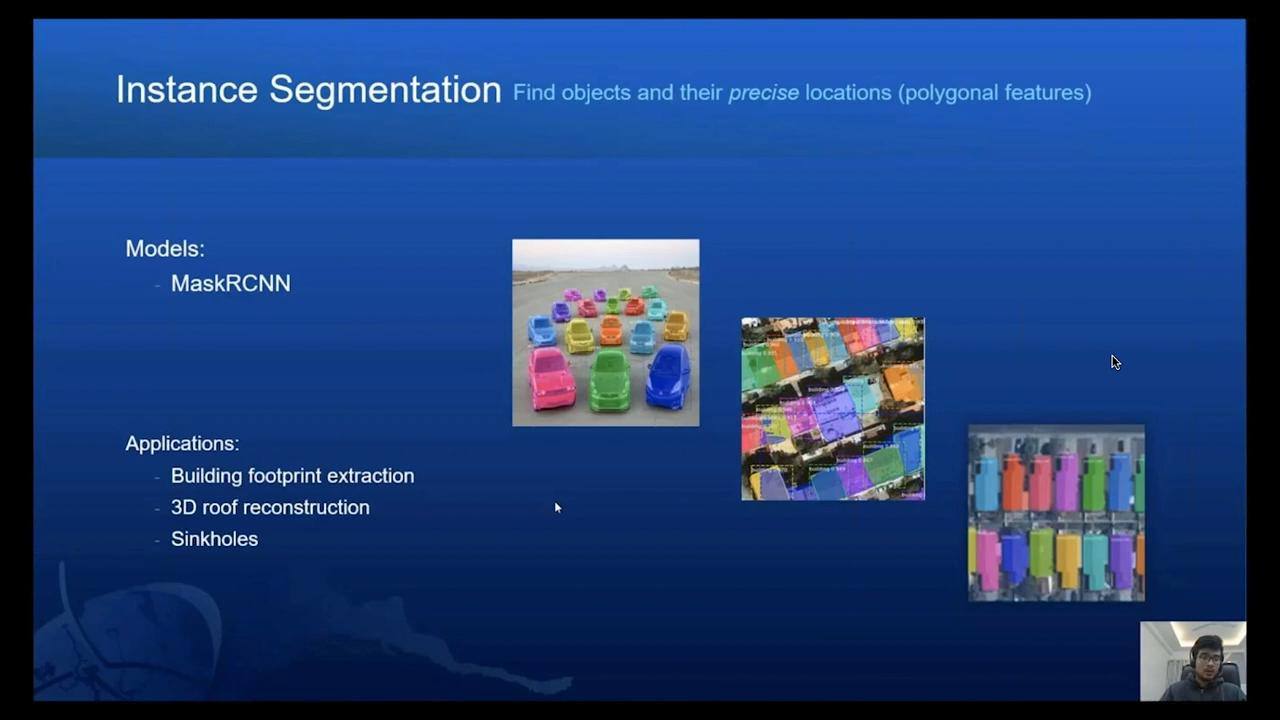 Instance Segmentation Find objects and their precise locations (polygonal features)
Models:
- MaskRCNN
Applications:
- Building footprint extraction
- 3D roof reconstruction
- Sinkholes